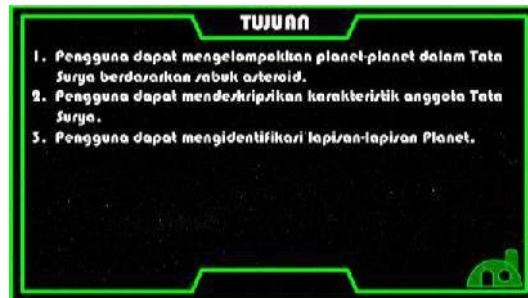 TUJUAN
1. Pengguna dapat mengelompokkan planet-planet dalam Tata
Surya berdasarkan sabuk asteroid.
2. Pengguna dapat mendeskripsikan karakteristik anggota Tata
Surya.
3. Pengguna dapat mengidentifikasi lapisan-lapisan Planet.